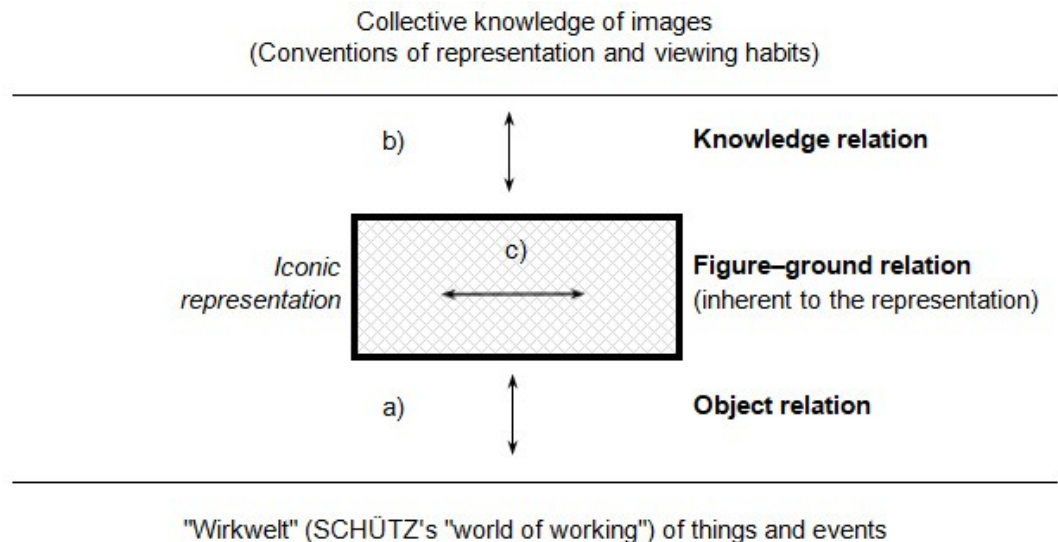 Collective knowledge of images
(Conventions of representation and viewing habits)
b)
Knowledge relation
c)
Iconic
representation
Figure–ground relation
(inherent to the representation)
a)
Object relation
"Wirkwelt" (SCHÜTZ's "world of working") of things and events